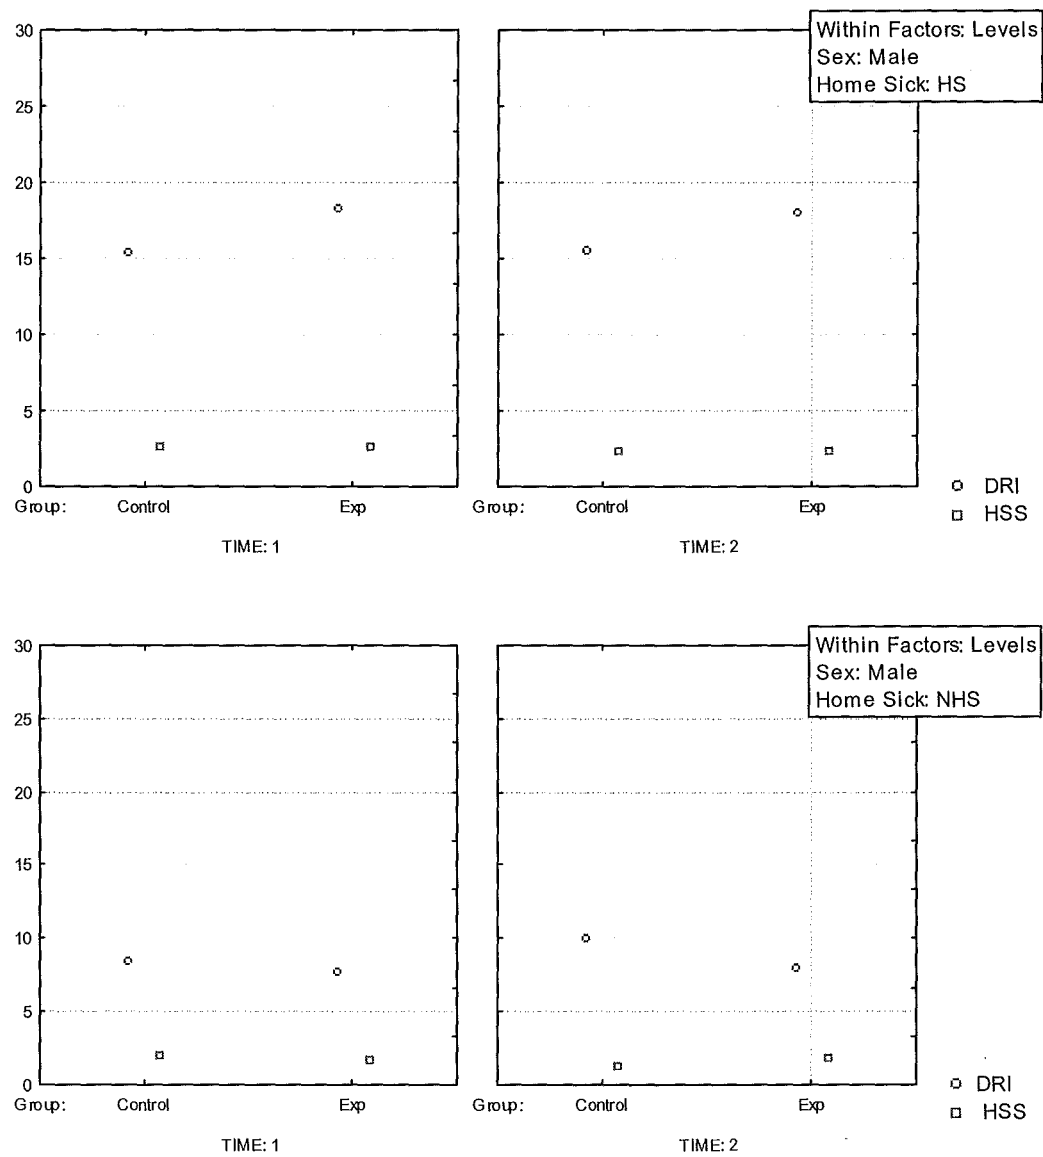 30
25
20
15
10
5
0
Within Factors: Levels
Sex: Male
Home Sick: HS
Group: Control Exp
Group: Control Exp
TIME: 1
TIME: 2
DRI
HSS
30
25
20
15
10
5
0
Within Factors: Levels
Sex: Male
Home Sick: NHS
Group: Control Exp
Group: Control Exp
TIME: 1
TIME: 2
DRI
HSS